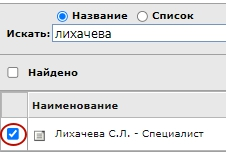 Название Список
Искать: лихачева
Найдено
Наименование
Лихачева С.Л. - Специалист